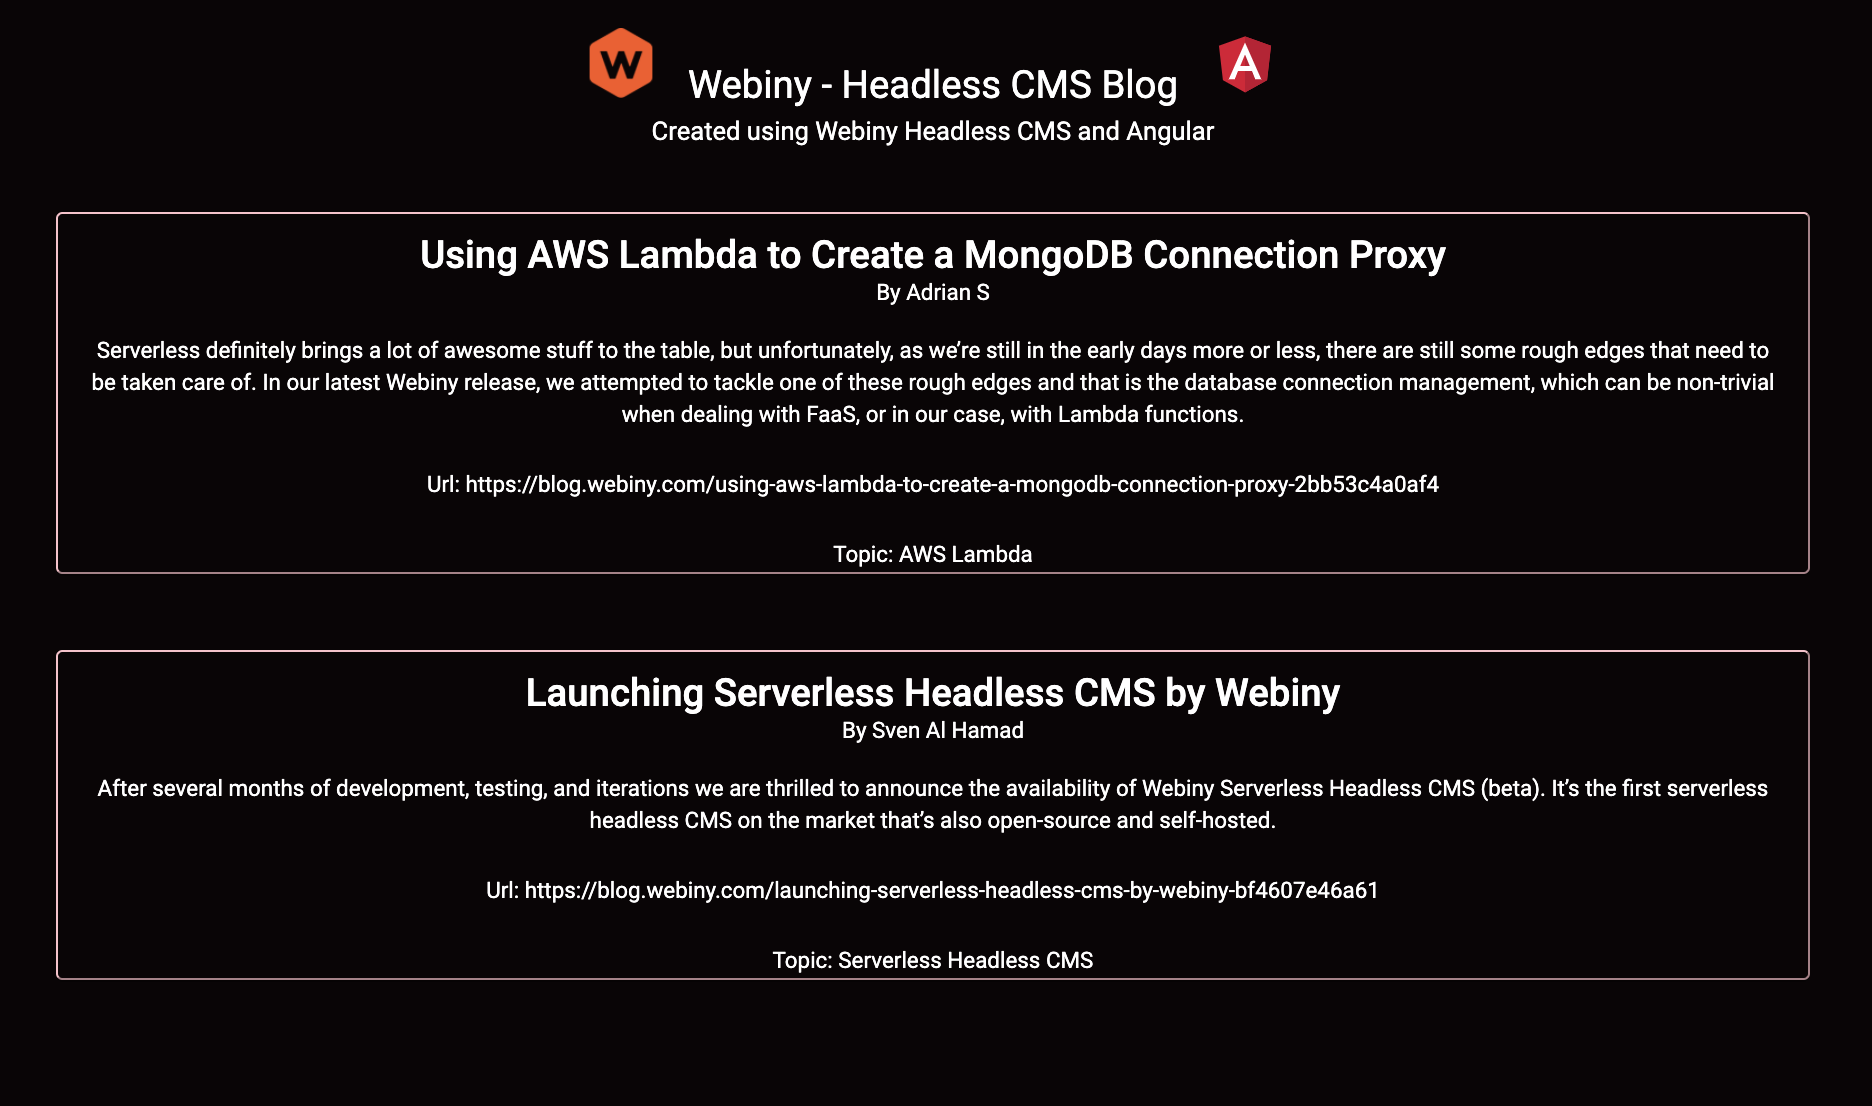 W
A
Webiny - Headless CMS Blog
Created using Webiny Headless CMS and Angular
Using AWS Lambda to Create a MongoDB Connection Proxy
By Adrian S
Serverless definitely brings a lot of awesome stuff to the table, but unfortunately, as we’re still in the early days more or less, there are still some rough edges that need to
be taken care of. In our latest Webiny release, we attempted to tackle one of these rough edges and that is the database connection management, which can be non-trivial
when dealing with FaaS, or in our case, with Lambda functions.
Url: https://blog.webiny.com/using-aws-lambda-to-create-a-mongodb-connection-proxy-2bb53c4a0af4
Topic: AWS Lambda
Launching Serverless Headless CMS by Webiny
By Sven Al Hamad
After several months of development, testing, and iterations we are thrilled to announce the availability of Webiny Serverless Headless CMS (beta). It’s the first serverless
headless CMS on the market that’s also open-source and self-hosted.
Url: https://blog.webiny.com/launching-serverless-headless-cms-by-webiny-bf4607e46a61
Topic: Serverless Headless CMS